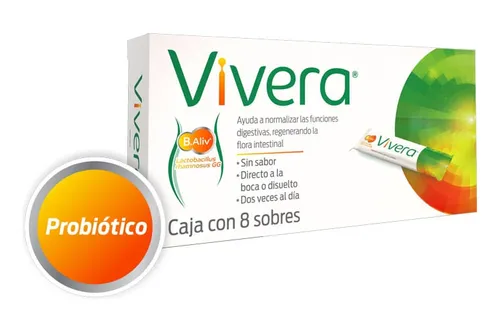 Vivera®
Ayuda a normalizar las funciones
digestivas, regenerando la
flora intestinal
B.Aliv
Lactobacillus
rhamnosus GG
• Sin sabor
• Directo a la
boca o disuelto
• Dos veces al día
Vivera
Caja con 8 sobres
Probiótico